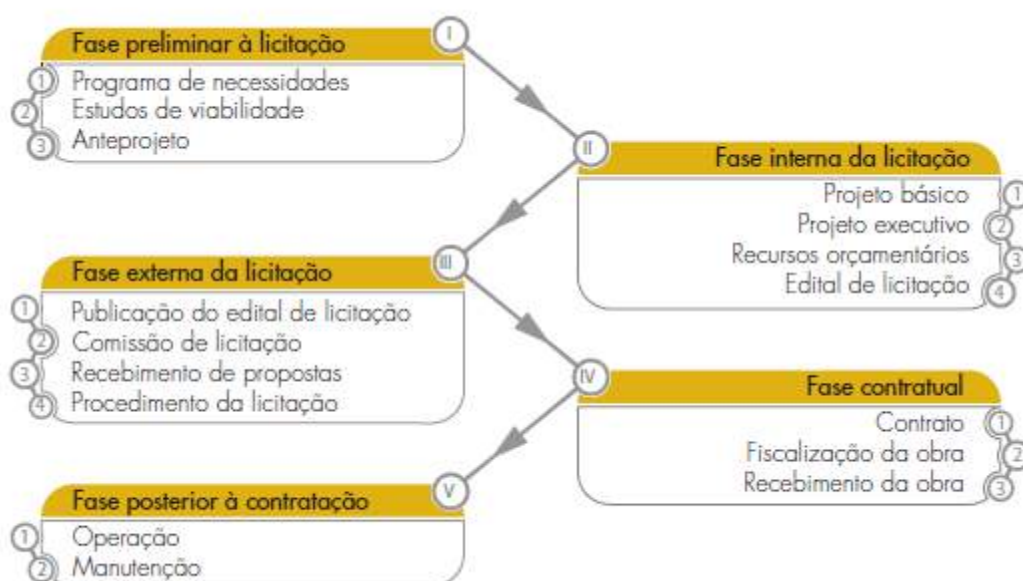 Fase preliminar à licitação
I
1 Programa de necessidades
2 Estudos de viabilidade
3 Anteprojeto
II
Fase interna da licitação
Projeto básico 1
Projeto executivo 2
Recursos orçamentários 3
Edital de licitação 4
Fase externa da licitação
III
1 Publicação do edital de licitação
2 Comissão de licitação
3 Recebimento de propostas
4 Procedimento da licitação
IV
Fase contratual
Contrato 1
Fiscalização da obra 2
Recebimento da obra 3
Fase posterior à contratação
V
1 Operação
2 Manutenção